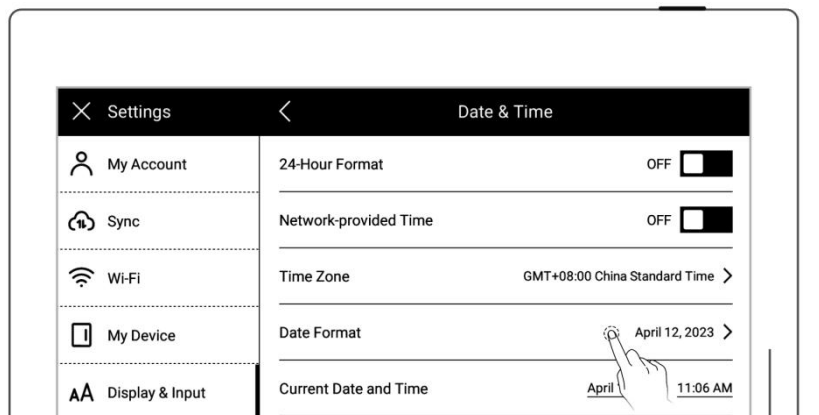 Settings
Date & Time
My Account
24-Hour Format
OFF
Sync
Network-provided Time
OFF
Wi-Fi
Time Zone
GMT+08:00 China Standard Time
My Device
Date Format
April 12, 2023
Display & Input
Current Date and Time
April
11:06 AM